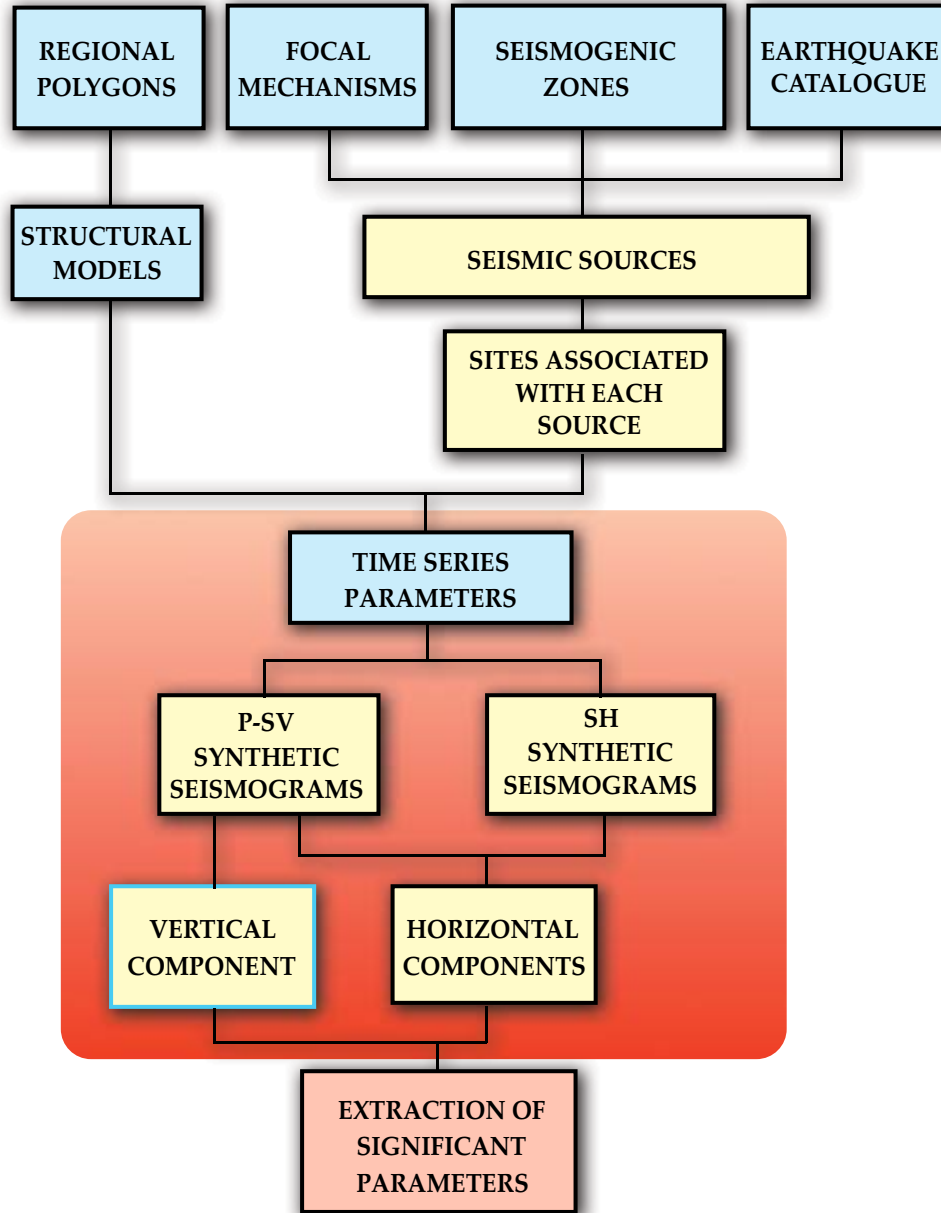 REGIONAL
POLYGONS
FOCAL
MECHANISMS
SEISMOGENIC
ZONES
EARTHQUAKE
CATALOGUE
STRUCTURAL
MODELS
SEISMIC SOURCES
SITES ASSOCIATED
WITH EACH
SOURCE
TIME SERIES
PARAMETERS
P-SV
SYNTHETIC
SEISMOGRAMS
SH
SYNTHETIC
SEISMOGRAMS
VERTICAL
COMPONENT
HORIZONTAL
COMPONENTS
EXTRACTION OF
SIGNIFICANT
PARAMETERS